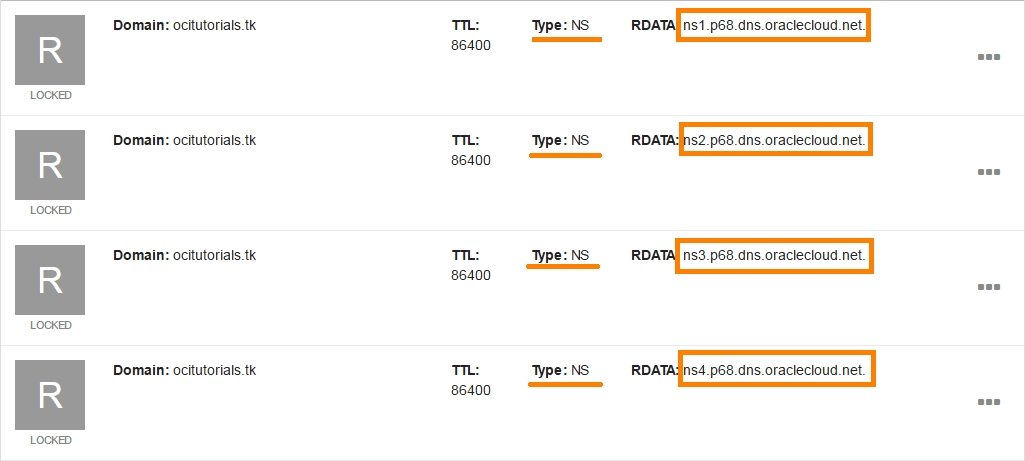 R
LOCKED
Domain: ocitutorials.tk
TTL:
86400
Type: NS
RDATA: ns1.p68.dns.oraclecloud.net.
R
LOCKED
Domain: ocitutorials.tk
TTL:
86400
Type: NS
RDATA: ns2.p68.dns.oraclecloud.net.
R
LOCKED
Domain: ocitutorials.tk
TTL:
86400
Type: NS
RDATA: ns3.p68.dns.oraclecloud.net.
R
LOCKED
Domain: ocitutorials.tk
TTL:
86400
Type: NS
RDATA: ns4.p68.dns.oraclecloud.net.